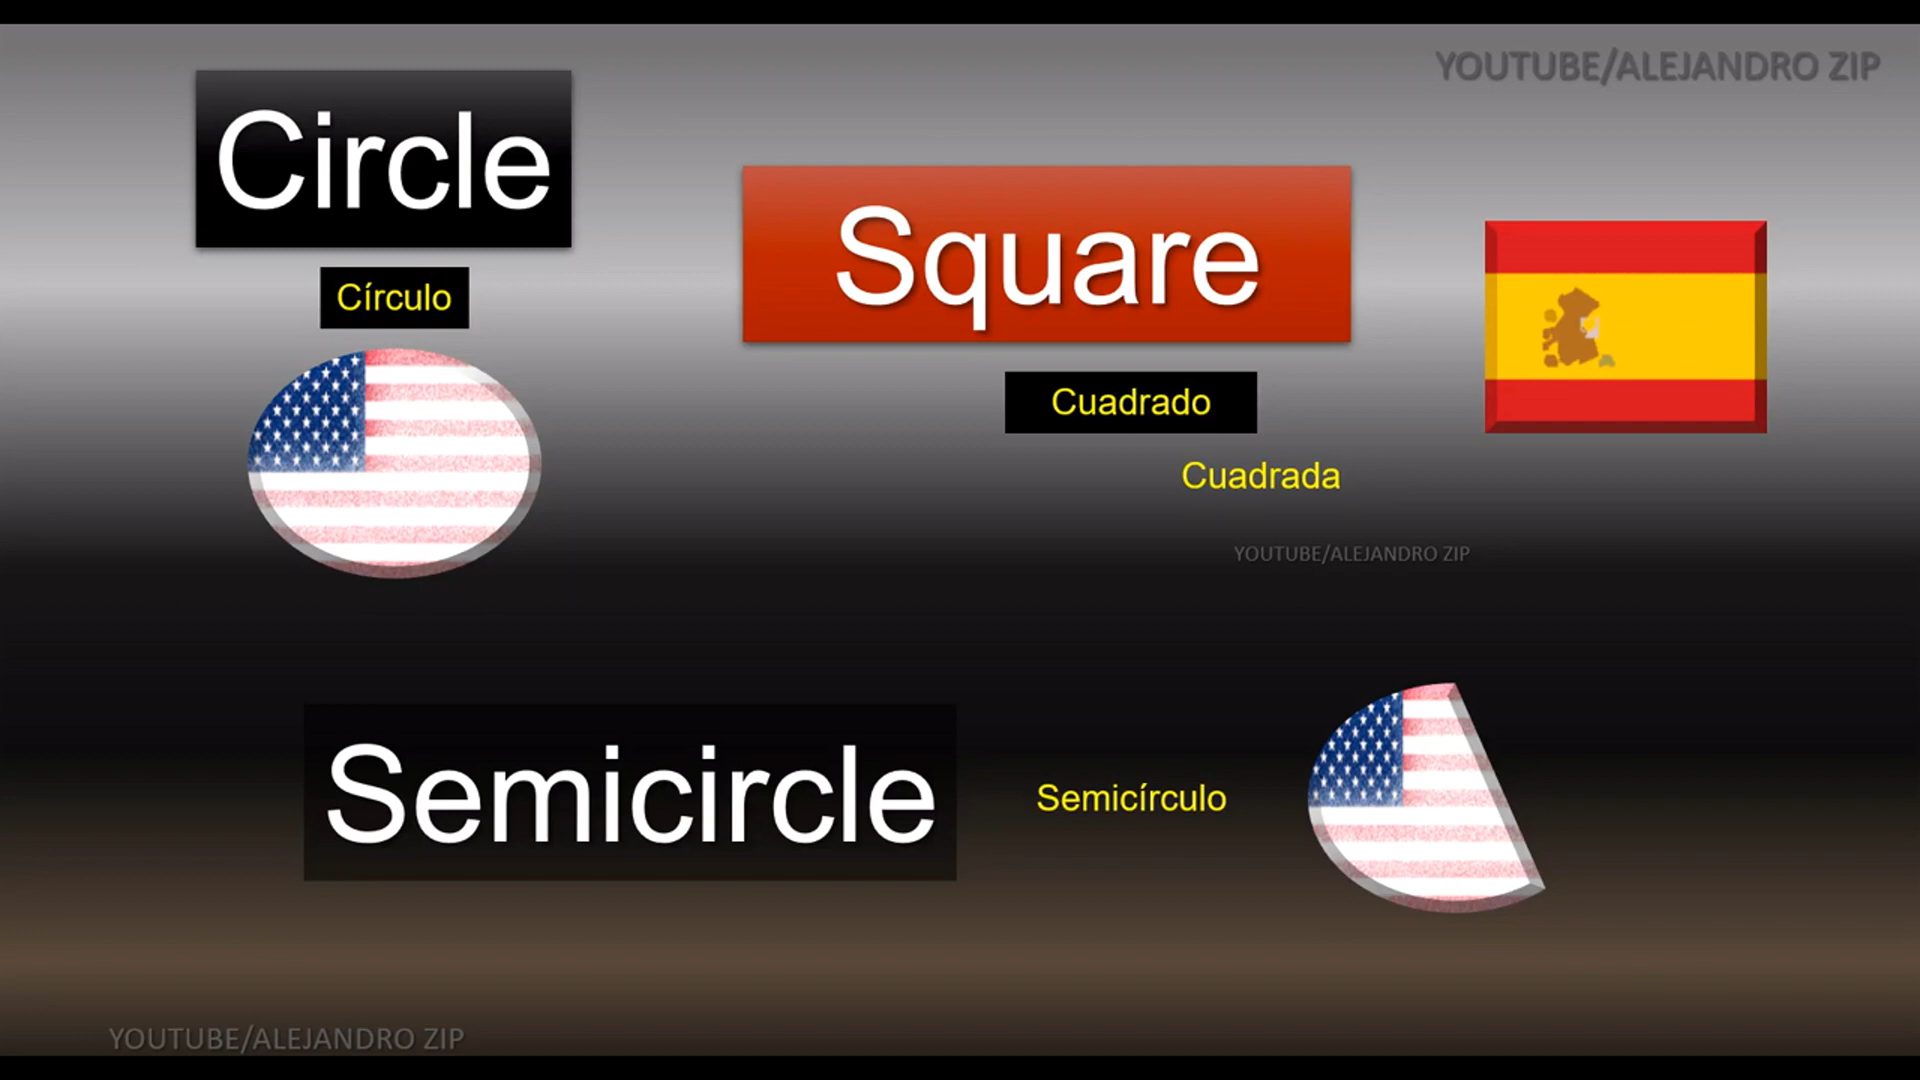 YOUTUBE/ALEJANDRO ZIP
Circle
Círculo
Square
Cuadrado
Cuadrada
YOUTUBE/ALEJANDRO ZIP
Semicircle
Semicírculo
YOUTUBE/ALEJANDRO ZIP